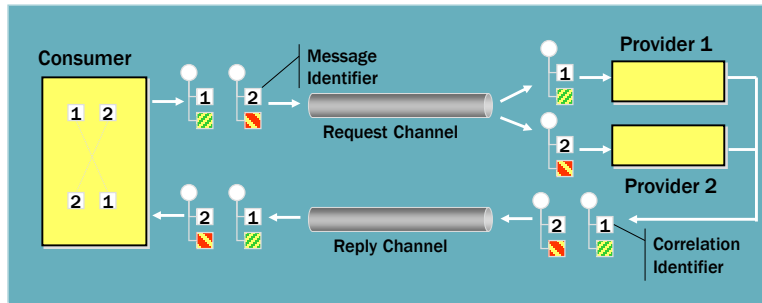 Consumer
Message
Identifier
Provider 1
1
2
1
1 2
Request Channel
2
Provider 2
2 1
2
1
Reply Channel
2
1
Correlation
Identifier